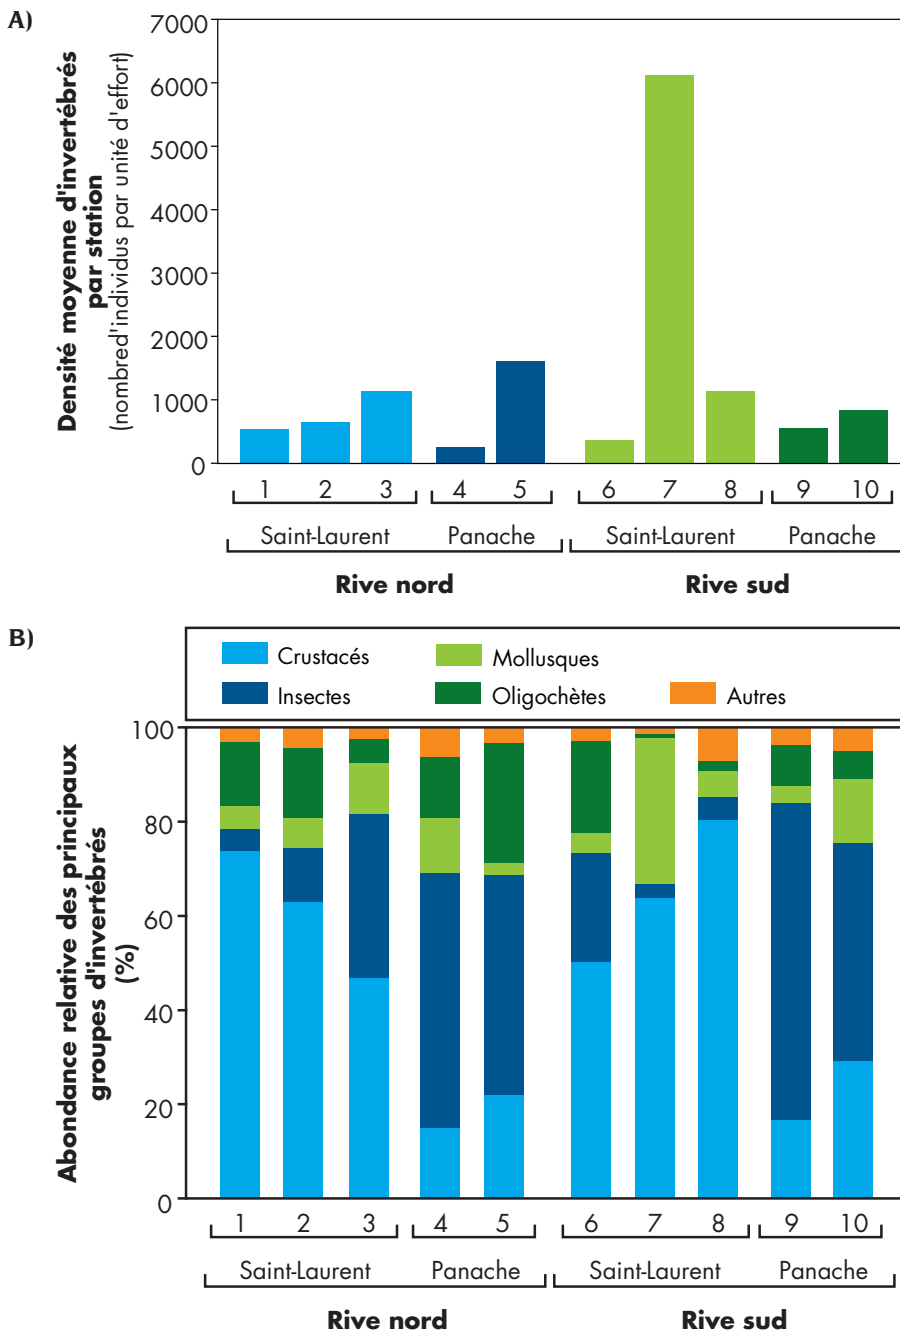 A)
Densité moyenne d'invertébrés
par station
(nombred'individus par unité d'effort)
7000
6000
5000
4000
3000
2000
1000
0
1 2 3 4 5 6 7 8 9 10
Saint-Laurent Panache Saint-Laurent Panache
Rive nord Rive sud
B)
Crustacés Mollusques
Insectes Oligochètes Autres
Abondance relative des principaux
groupes d'invertébrés
(%)
100
80
60
40
20
0
1 2 3 4 5 6 7 8 9 10
Saint-Laurent Panache Saint-Laurent Panache
Rive nord Rive sud